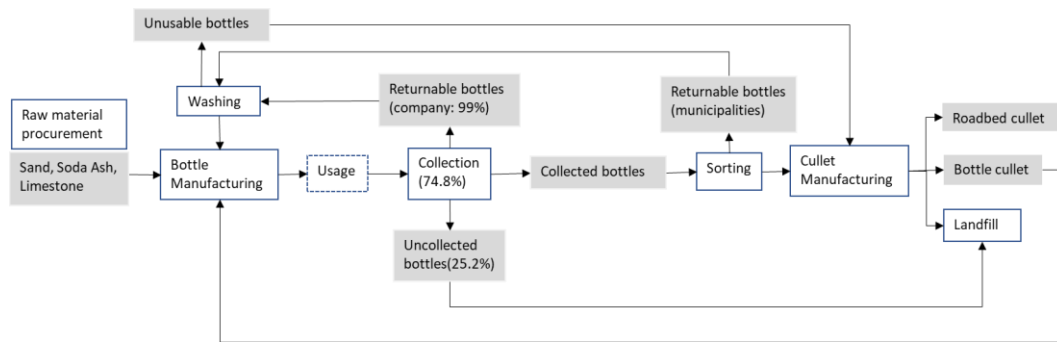 Unusable bottles
Washing
Returnable bottles
(company: 99%)
Returnable bottles
(municipalities)
Raw material
procurement
Sand, Soda Ash,
Limestone
Bottle
Manufacturing
Usage
Collection
(74.8%)
Collected bottles
Sorting
Cullet
Manufacturing
Roadbed cullet
Bottle cullet
Landfill
Uncollected
bottles(25.2%)